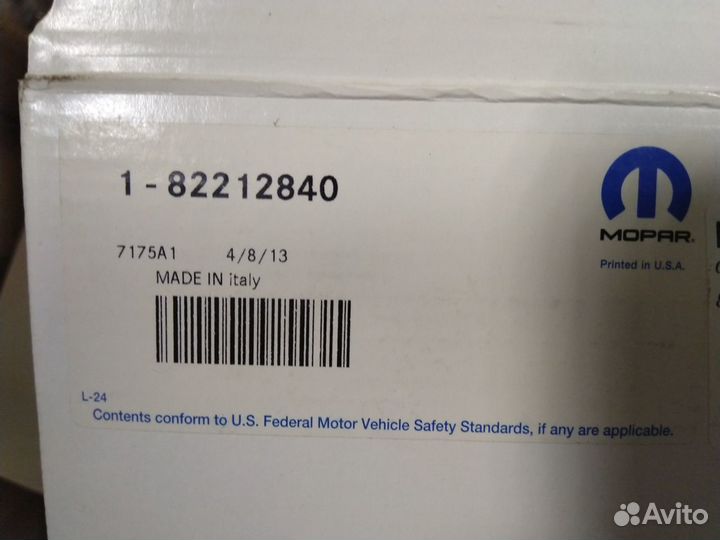 1 - 82212840
MOPAR®
Printed in U.S.A.
7175A1 4/8/13
MADE IN italy
L-24
Contents conform to U.S. Federal Motor Vehicle Safety Standards, if any are applicable.
Avito